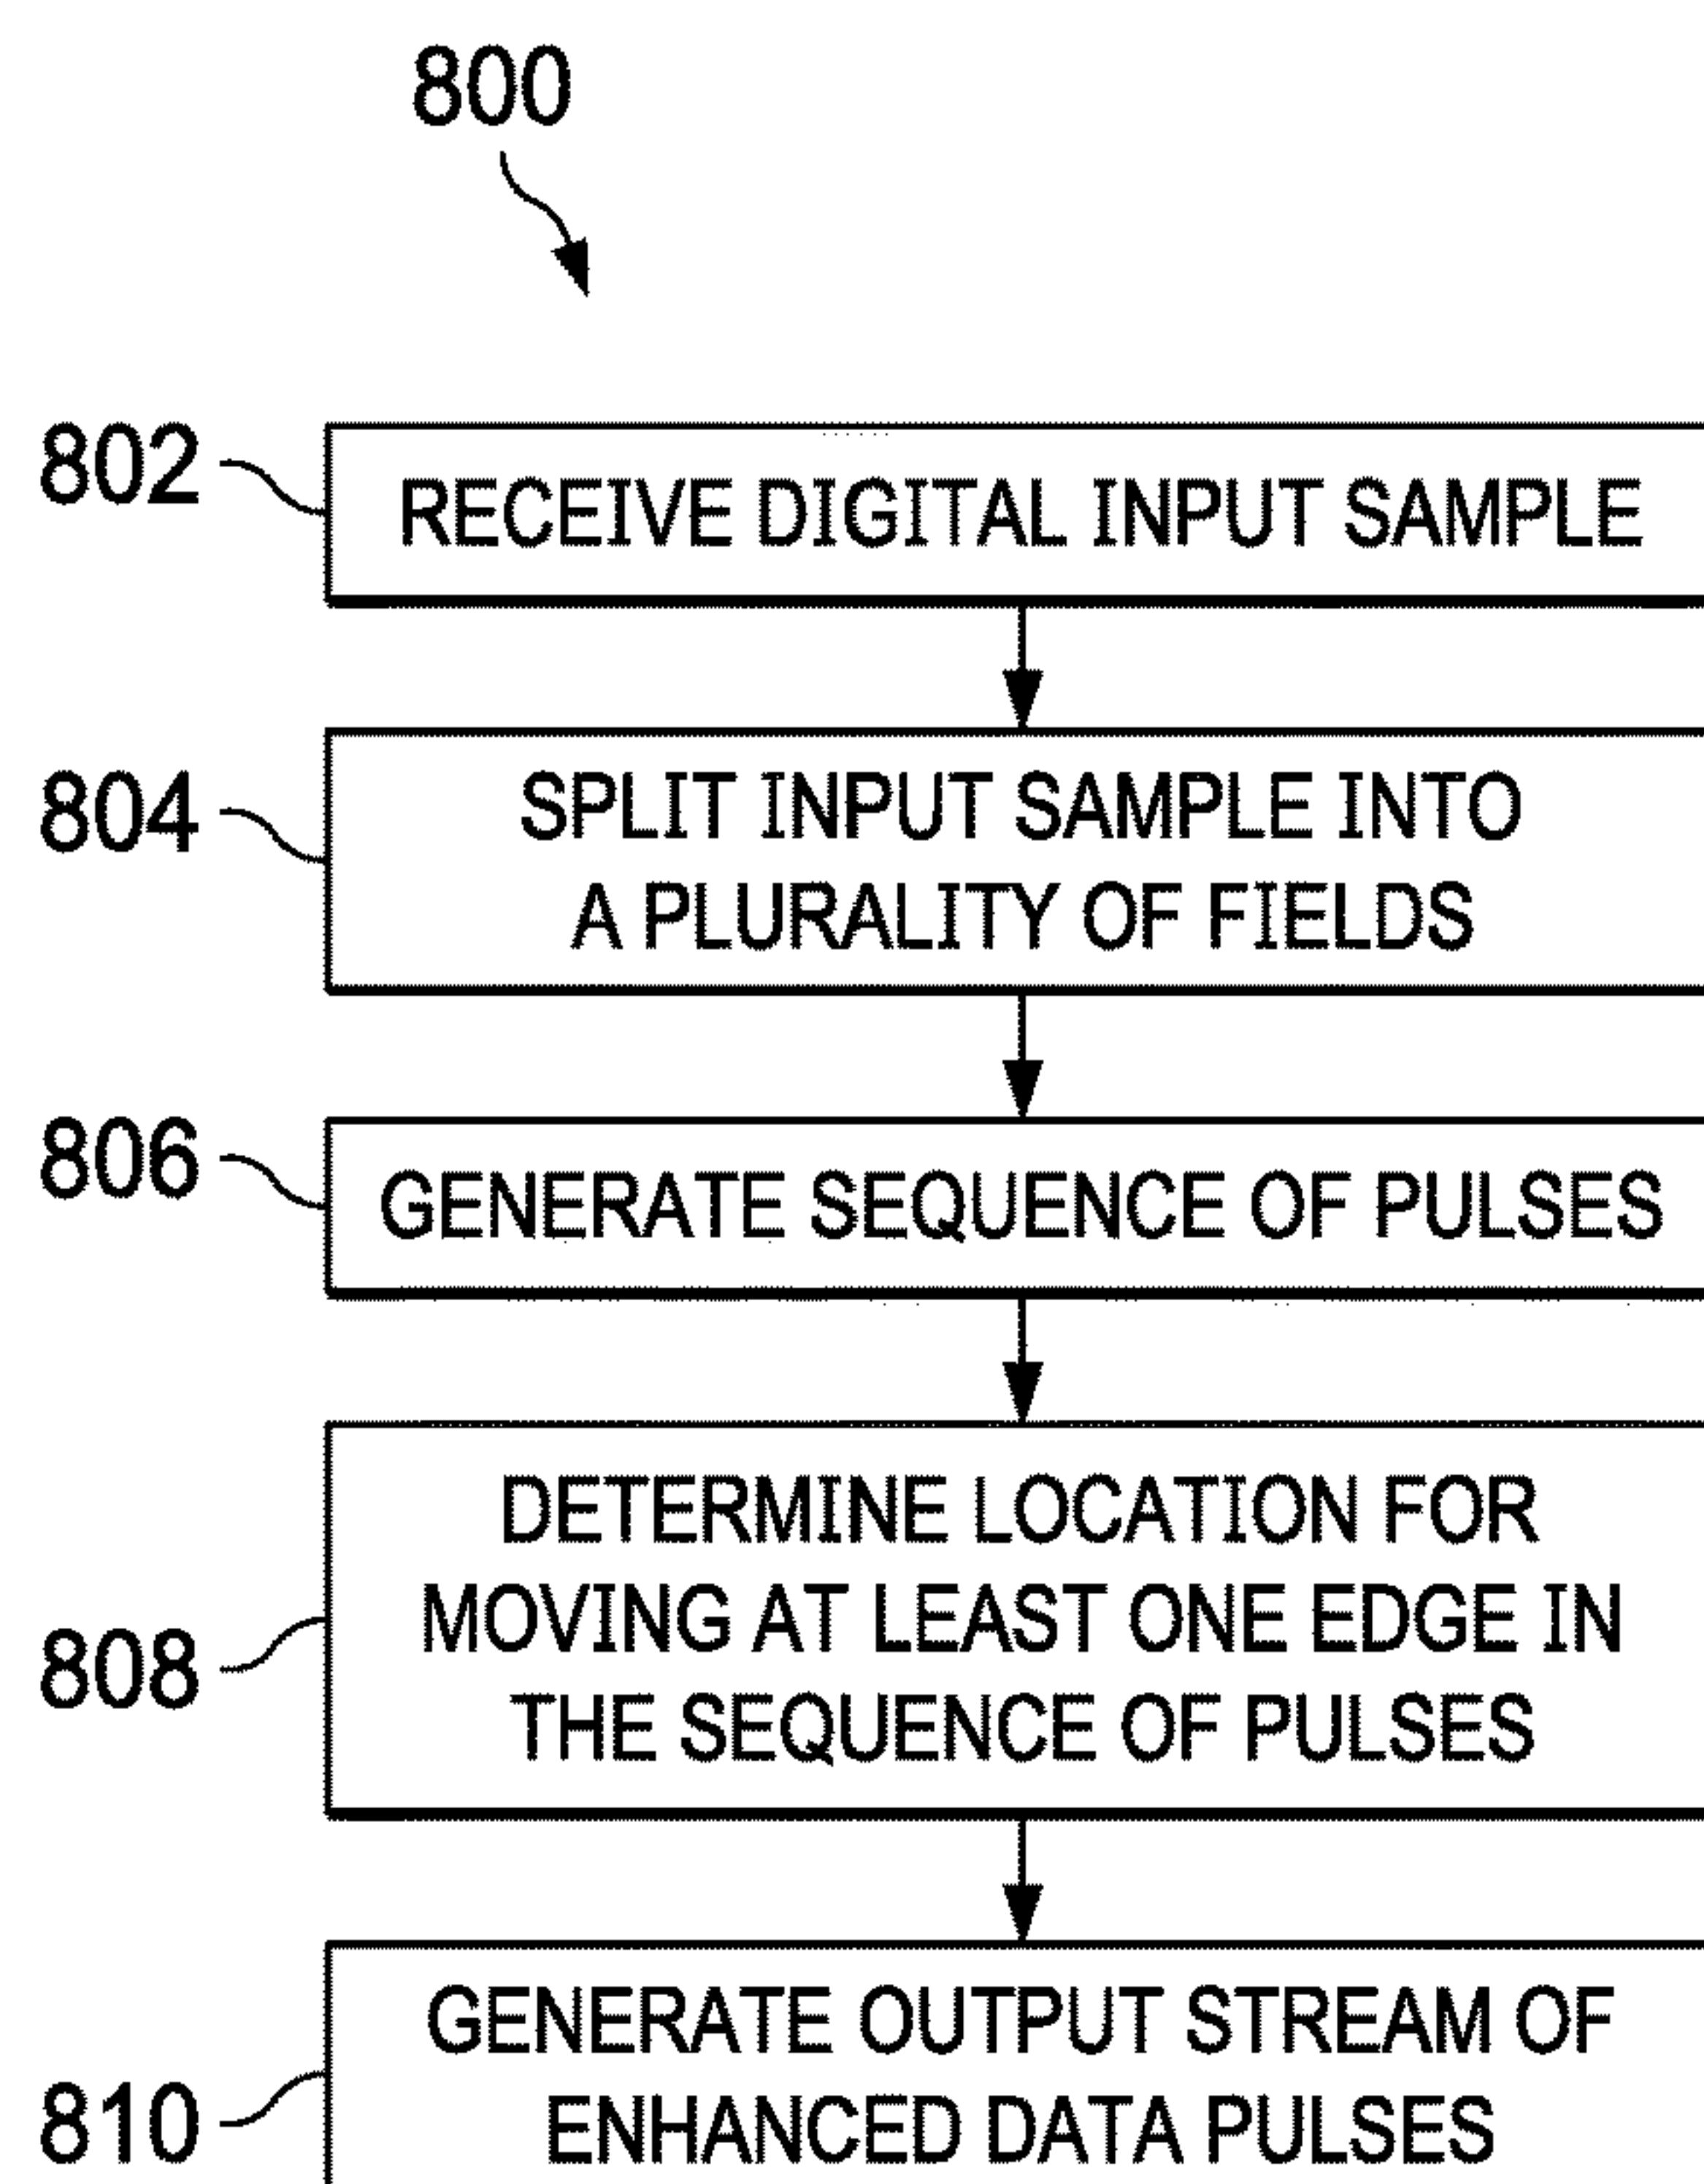 800
802
RECEIVE DIGITAL INPUT SAMPLE
804
SPLIT INPUT SAMPLE INTO
A PLURALITY OF FIELDS
806
GENERATE SEQUENCE OF PULSES
808
DETERMINE LOCATION FOR
MOVING AT LEAST ONE EDGE IN
THE SEQUENCE OF PULSES
810
GENERATE OUTPUT STREAM OF
ENHANCED DATA PULSES